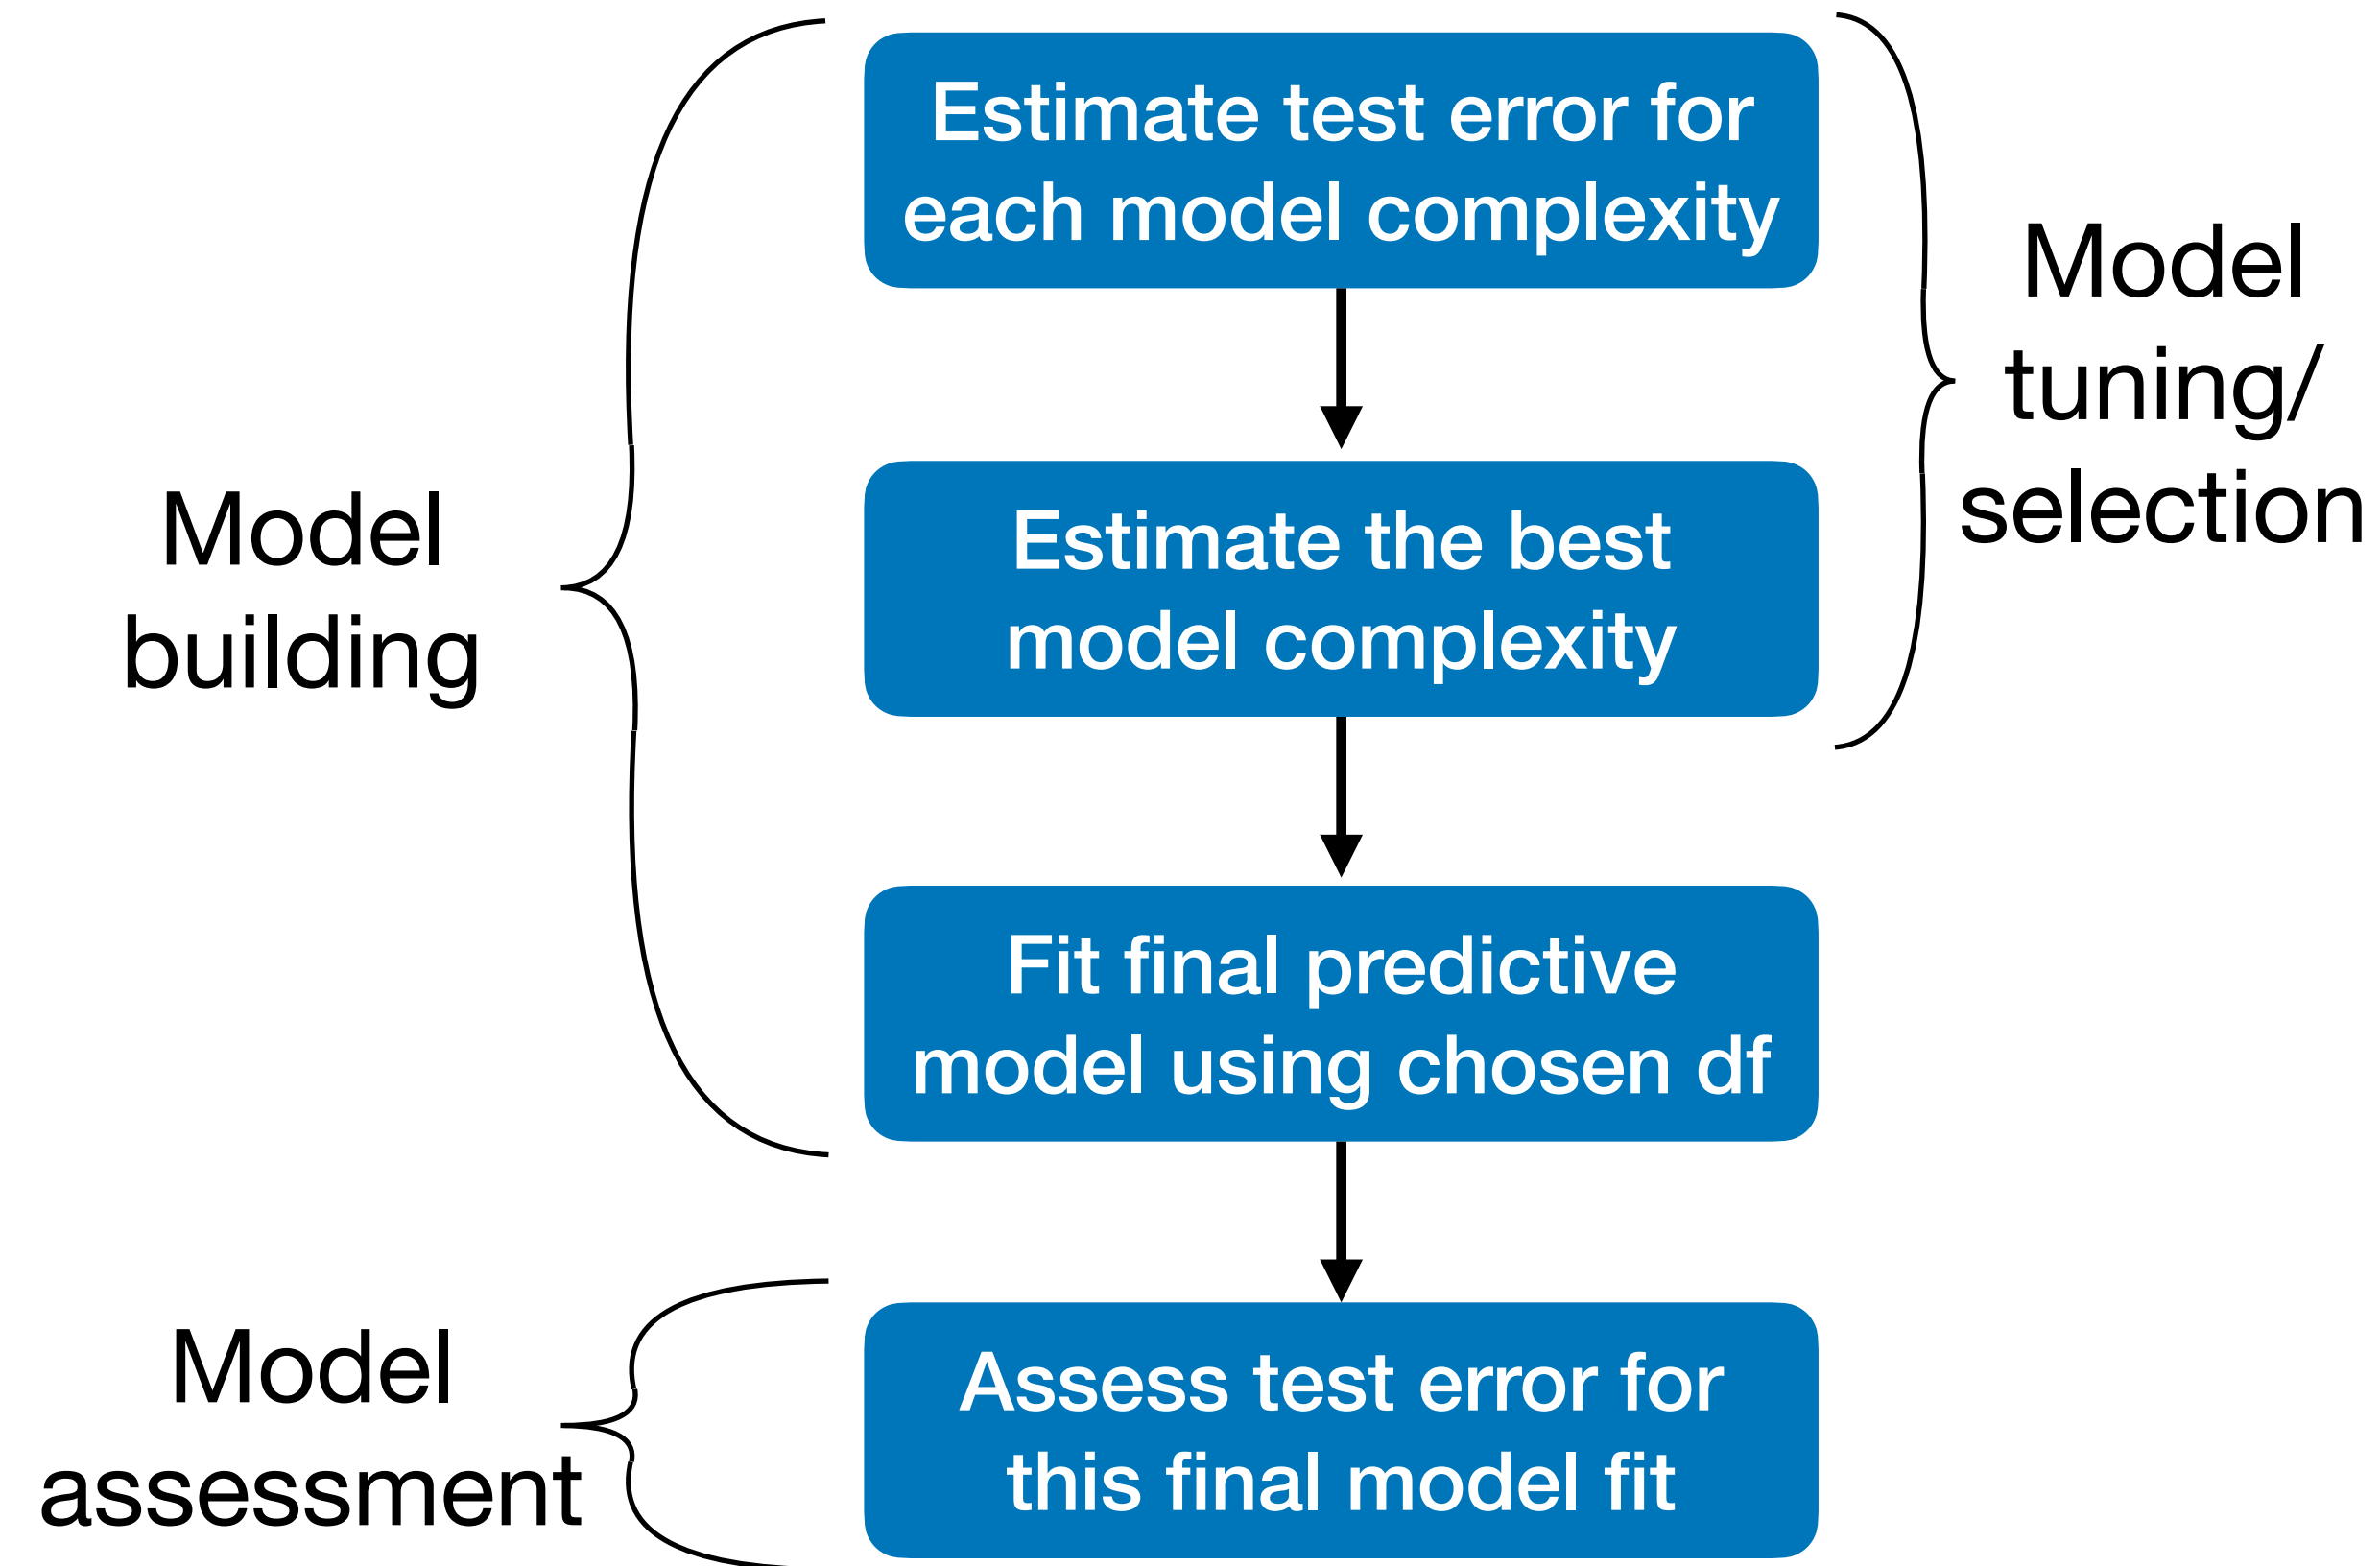 Estimate test error for
each model complexity
Model
tuning/
selection
Estimate the best
model complexity
Model
building
Fit final predictive
model using chosen df
Model
assessment
Assess test error for
this final model fit